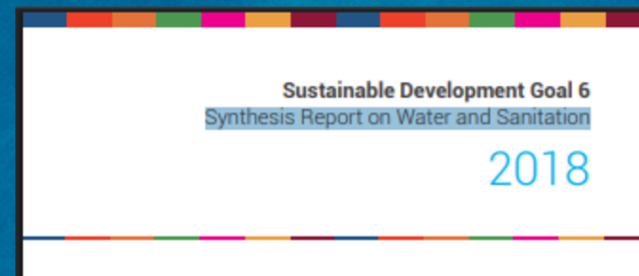 Sustainable Development Goal 6
Synthesis Report on Water and Sanitation
2018